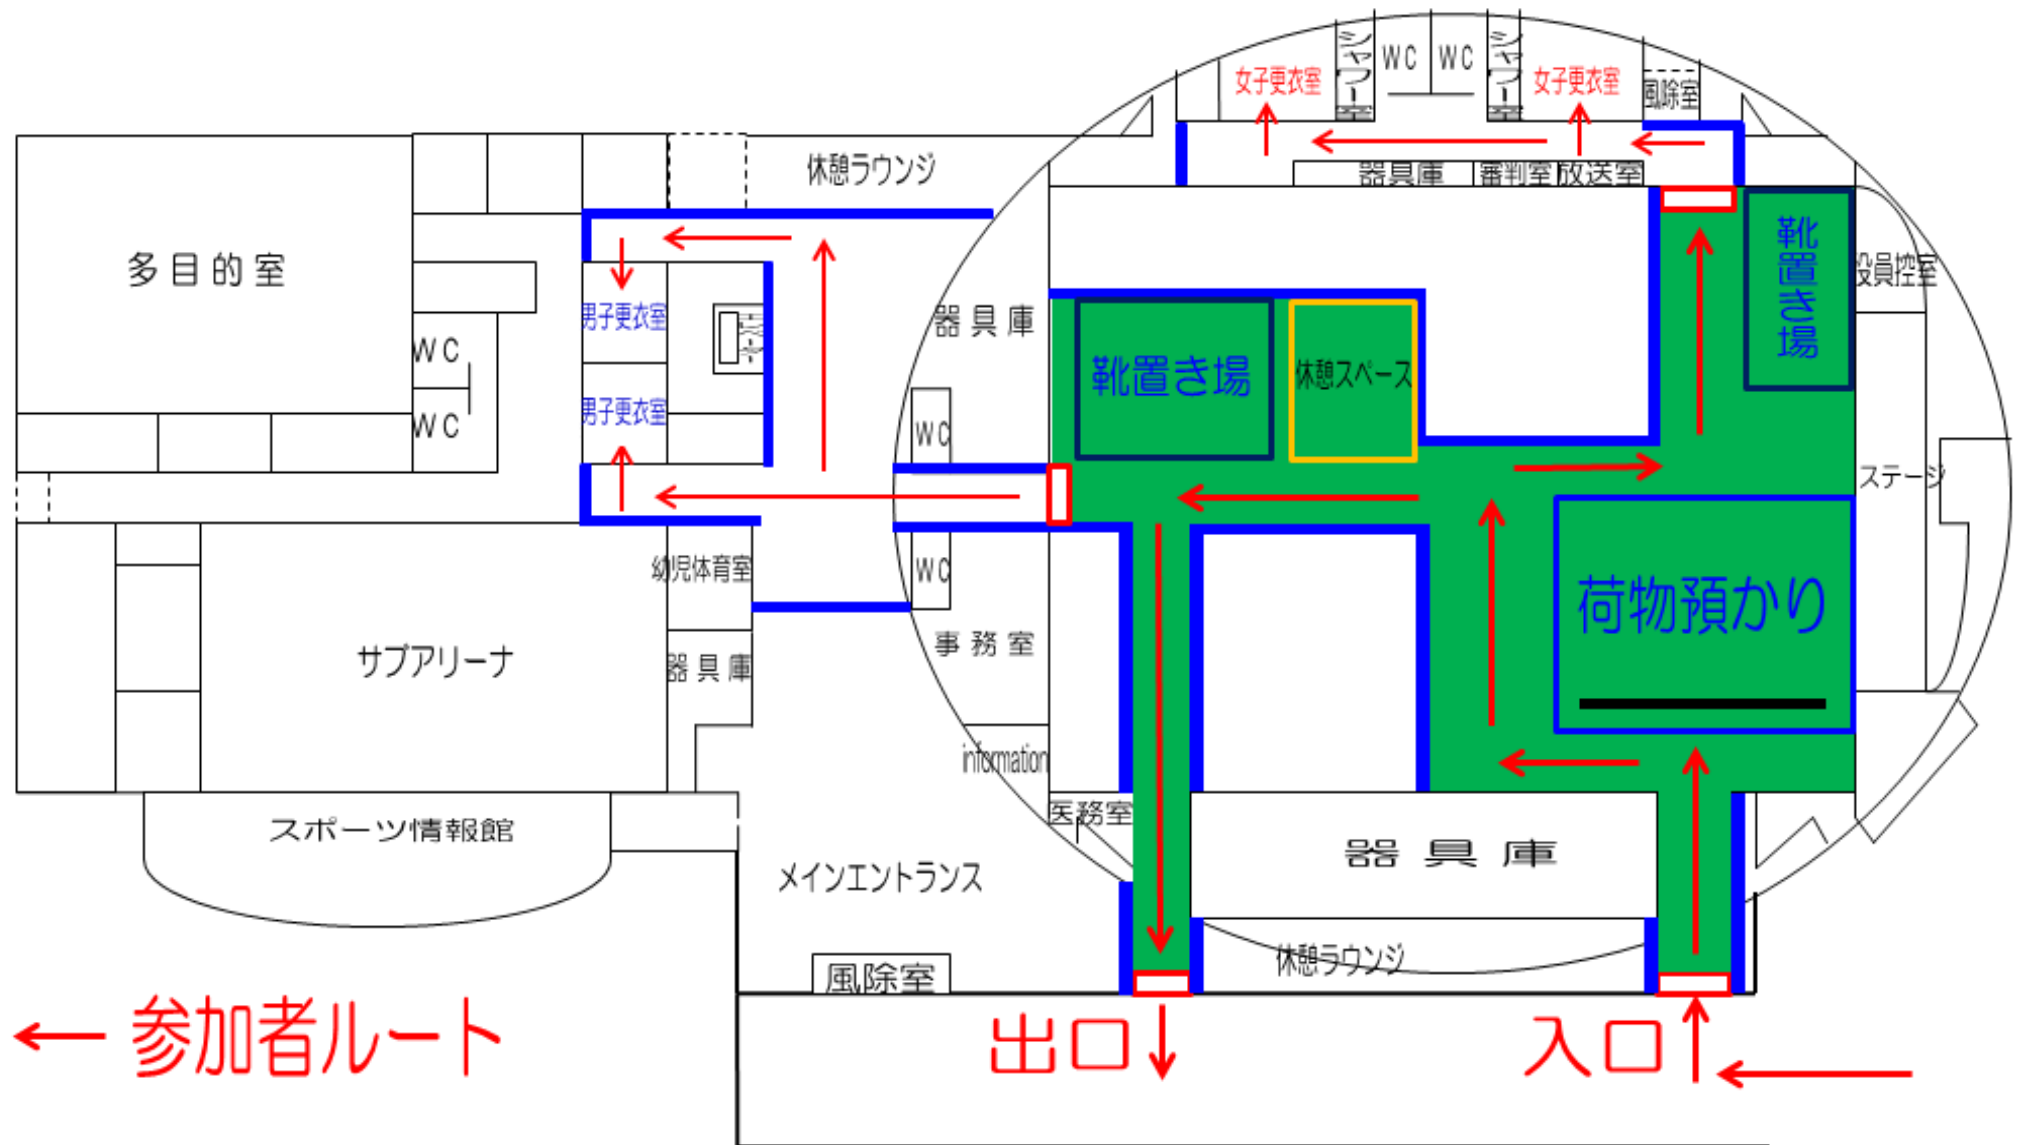 シャワー室
WC
WC
シャワー室
女子更衣室
女子更衣室
風除室
休憩ラウンジ
器具庫
審判室
放送室
多目的室
靴置き場
役員控室
男子更衣室
器具庫
WC
靴置き場
休憩スペース
男子更衣室
WC
WC
ステージ
幼児体育室
WC
荷物預かり
サブアリーナ
器具庫
事務室
information
医務室
スポーツ情報館
器具庫
メインエントランス
休憩ラウンジ
風除室
参加者ルート
出口
入口